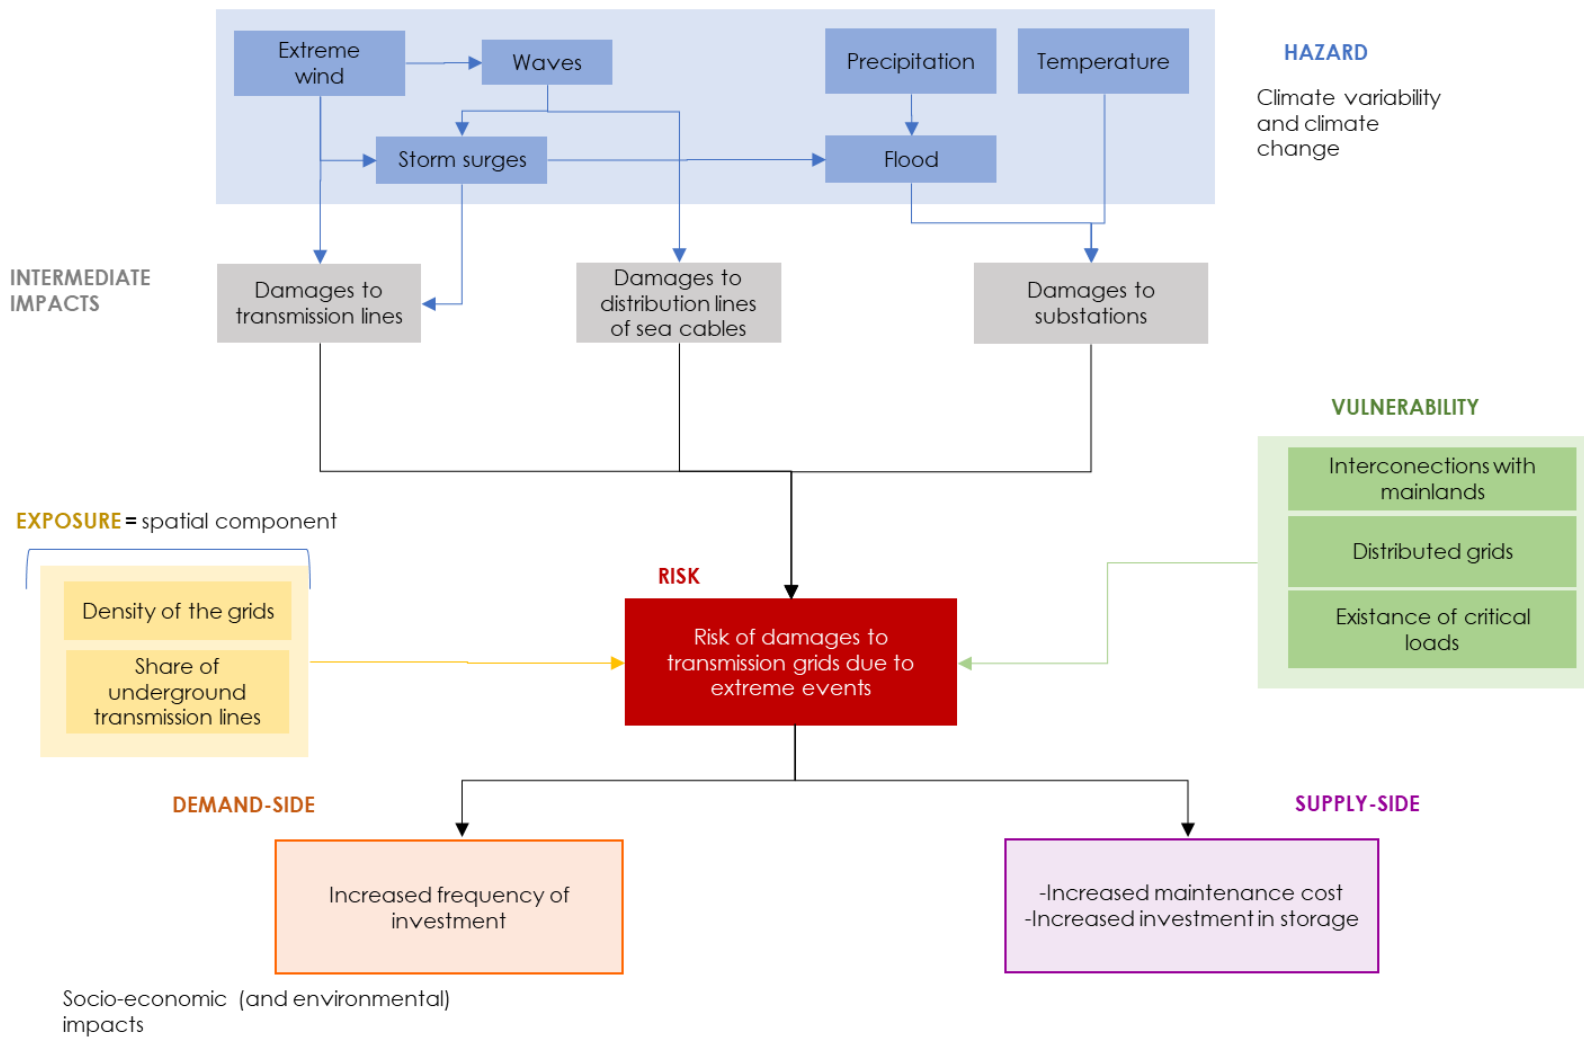 Extreme
wind
Waves
Precipitation
Temperature
HAZARD
Climate variability
and climate
change
Storm surges
Flood
INTERMEDIATE
IMPACTS
Damages to
transmission lines
Damages to
distribution lines
of sea cables
Damages to
substations
VULNERABILITY
Interconections with
mainlands
Distributed grids
Existance of critical
loads
EXPOSURE = spatial component
Density of the grids
Share of
underground
transmission lines
RISK
Risk of damages to
transmission grids due to
extreme events
DEMAND-SIDE
SUPPLY-SIDE
Increased frequency of
investment
-Increased maintenance cost
-Increased investment in storage
Socio-economic (and environmental)
impacts